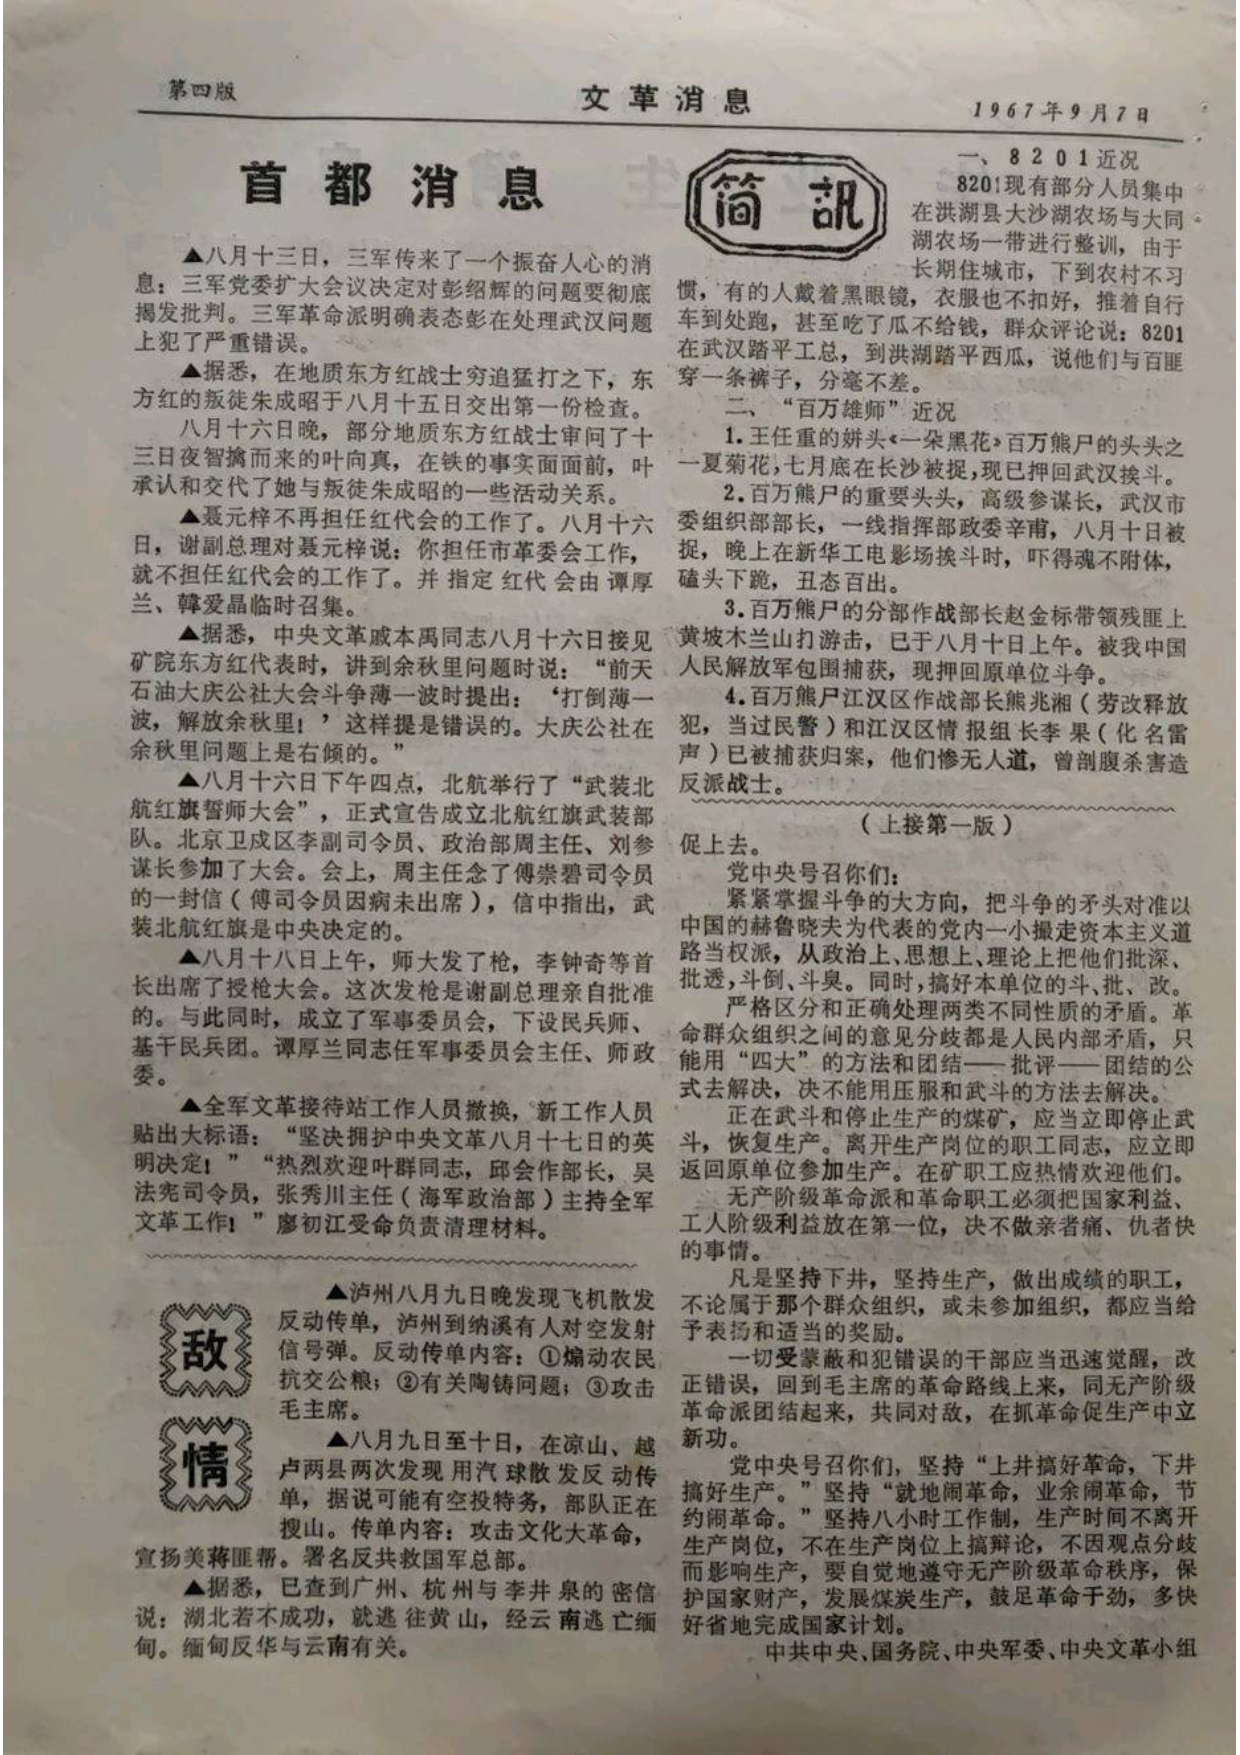 第四版
文革消息
1967年9月7日
首都消息
▲八月十三日，三军传来了一个振奋人心的消
息：三军党委扩大会议决定对彭绍辉的问题要彻底
揭发批判。三军革命派明确表态彭在处理武汉问题
上犯了严重错误。
▲据悉，在地质东方红战士穷追猛打之下，东
方红的叛徒朱成昭于八月十五日交出第一份检查。
八月十六日晚，部分地质东方红战士审问了十
三日夜智擒而来的叶向真，在铁的事实面面前，叶
承认和交代了她与叛徒朱成昭的一些活动关系。
▲聂元梓不再担任红代会的工作了。八月十六
日，谢副总理对聂元梓说：你担任市革委会工作，
就不担任红代会的工作了。并指定红代会由谭厚
兰、韓爱晶临时召集。
▲据悉，中央文革戚本禹同志八月十六日接见
矿院东方红代表时，讲到余秋里问题时说：“前天
石油大庆公社大会斗争薄一波时提出：‘打倒薄一
波，解放余秋里！’这样提是错误的。大庆公社在
余秋里问题上是右倾的。”
▲八月十六日下午四点，北航举行了“武装北
航红旗誓师大会”，正式宣告成立北航红旗武装部
队。北京卫戍区李副司令员、政治部周主任、刘参
谋长参加了大会。会上，周主任念了傅崇碧司令员
的一封信（傅司令员因病未出席），信中指出，武
装北航红旗是中央决定的。
▲八月十八日上午，师大发了枪，李钟奇等首
长出席了授枪大会。这次发枪是谢副总理亲自批准
的。与此同时，成立了军事委员会，下设民兵师、
基干民兵团。谭厚兰同志任军事委员会主任、师政
委。
▲全军文革接待站工作人员撤换，新工作人员
贴出大标语：“坚决拥护中央文革八月十七日的英
明决定！”“热烈欢迎叶群同志，邱会作部长，吴
法宪司令员，张秀川主任（海军政治部）主持全军
文革工作！”廖初江受命负责清理材料。
敌情
▲泸州八月九日晚发现飞机散发
反动传单，泸州到纳溪有人对空发射
信号弹。反动传单内容：①煽动农民
抗交公粮；②有关陶铸问题；③攻击
毛主席。
▲八月九日至十日，在凉山、越
卢两县两次发现用汽球散发反动传
单，据说可能有空投特务，部队正在
搜山。传单内容：攻击文化大革命，
宣扬美蒋匪帮。署名反共救国军总部。
▲据悉，已查到广州、杭州与李井泉的密信
说：湖北若不成功，就逃往黄山，经云南逃亡缅
甸。缅甸反华与云南有关。
简訊
一、8201近况
8201现有部分人员集中
在洪湖县大沙湖农场与大同
湖农场一带进行整训，由于
长期住城市，下到农村不习
惯，有的人戴着黑眼镜，衣服也不扣好，推着自行
车到处跑，甚至吃了瓜不给钱，群众评论说：8201
在武汉踏平工总，到洪湖踏平西瓜，说他们与百匪
穿一条裤子，分毫不差。
二、“百万雄师”近况
1.王任重的姘头《一朵黑花》百万熊尸的头头之
一夏菊花，七月底在长沙被捉，现已押回武汉挨斗。
2.百万熊尸的重要头头，高级参谋长，武汉市
委组织部部长，一线指挥部政委辛甫，八月十日被
捉，晚上在新华工电影场挨斗时，吓得魂不附体，
磕头下跪，丑态百出。
3.百万熊尸的分部作战部长赵金标带领残匪上
黄坡木兰山打游击，已于八月十日上午。被我中国
人民解放军包围捕获，现押回原单位斗争。
4.百万熊尸江汉区作战部长熊兆湘（劳改释放
犯，当过民警）和江汉区情报组长李果（化名雷
声）已被捕获归案，他们惨无人道，曾剖腹杀害造
反派战士。
（上接第一版）
促上去。
党中央号召你们：
紧紧掌握斗争的大方向，把斗争的矛头对准以
中国的赫鲁晓夫为代表的党内一小撮走资本主义道
路当权派，从政治上、思想上、理论上把他们批深、
批透，斗倒、斗臭。同时，搞好本单位的斗、批、改。
严格区分和正确处理两类不同性质的矛盾。革
命群众组织之间的意见分歧都是人民内部矛盾，只
能用“四大”的方法和团结——批评——团结的公
式去解决，决不能用压服和武斗的方法去解决。
正在武斗和停止生产的煤矿，应当立即停止武
斗，恢复生产。离开生产岗位的职工同志，应立即
返回原单位参加生产。在矿职工应热情欢迎他们。
无产阶级革命派和革命职工必须把国家利益、
工人阶级利益放在第一位，决不做亲者痛、仇者快
的事情。
凡是坚持下井，坚持生产，做出成绩的职工，
不论属于那个群众组织，或未参加组织，都应当给
予表扬和适当的奖励。
一切受蒙蔽和犯错误的干部应当迅速觉醒，改
正错误，回到毛主席的革命路线上来，同无产阶级
革命派团结起来，共同对敌，在抓革命促生产中立
新功。
党中央号召你们，坚持“上井搞好革命，下井
搞好生产。”坚持“就地闹革命，业余闹革命，节
约闹革命。”坚持八小时工作制，生产时间不离开
生产岗位，不在生产岗位上搞辩论，不因观点分歧
而影响生产，要自觉地遵守无产阶级革命秩序，保
护国家财产，发展煤炭生产，鼓足革命干劲，多快
好省地完成国家计划。
中共中央、国务院、中央军委、中央文革小组